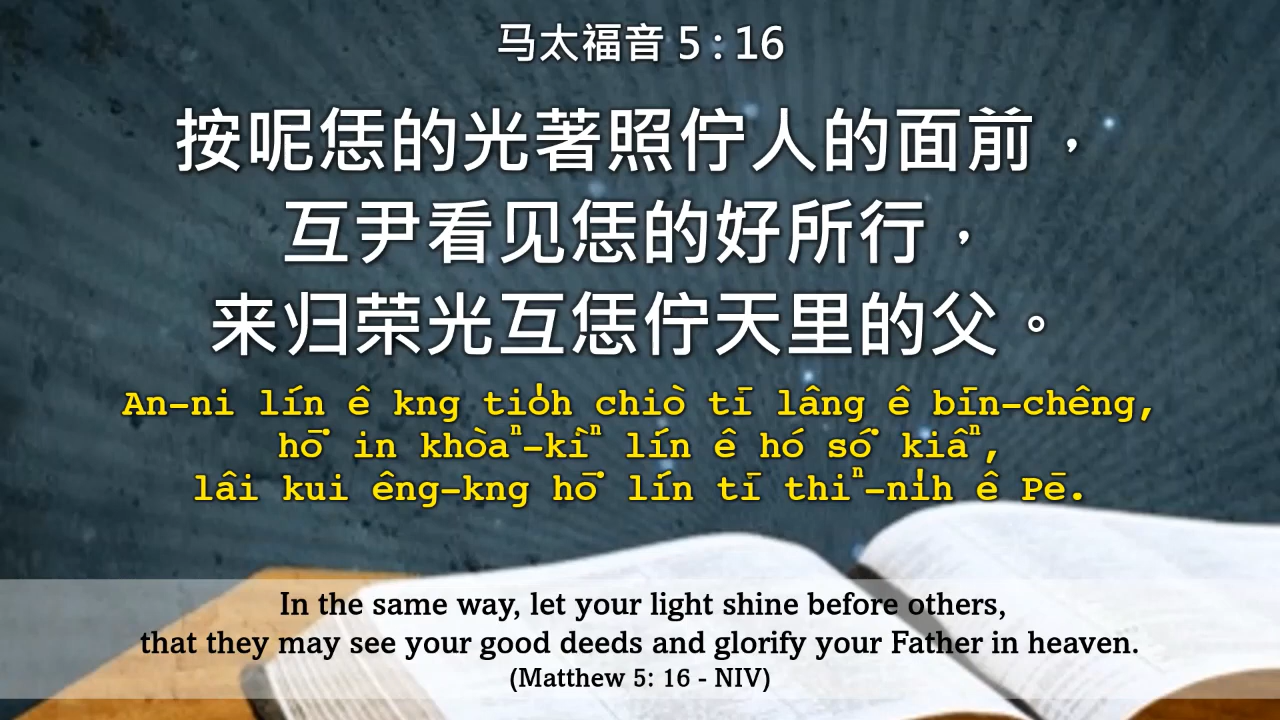 马太福音 5 : 16
按呢恁的光著照佇人的面前，
互尹看见恁的好所行，
来归荣光互恁佇天里的父。
An-ni lín ê kng tio̍h chiò tī lâng ê bīn-chêng,
hō͘ in khòaⁿ-kìⁿ lín ê hó só͘ kiâⁿ,
lâi kui êng-kng hō͘ lín tī thiⁿ-ni̍h ê Pē.
In the same way, let your light shine before others,
that they may see your good deeds and glorify your Father in heaven.
(Matthew 5: 16 - NIV)